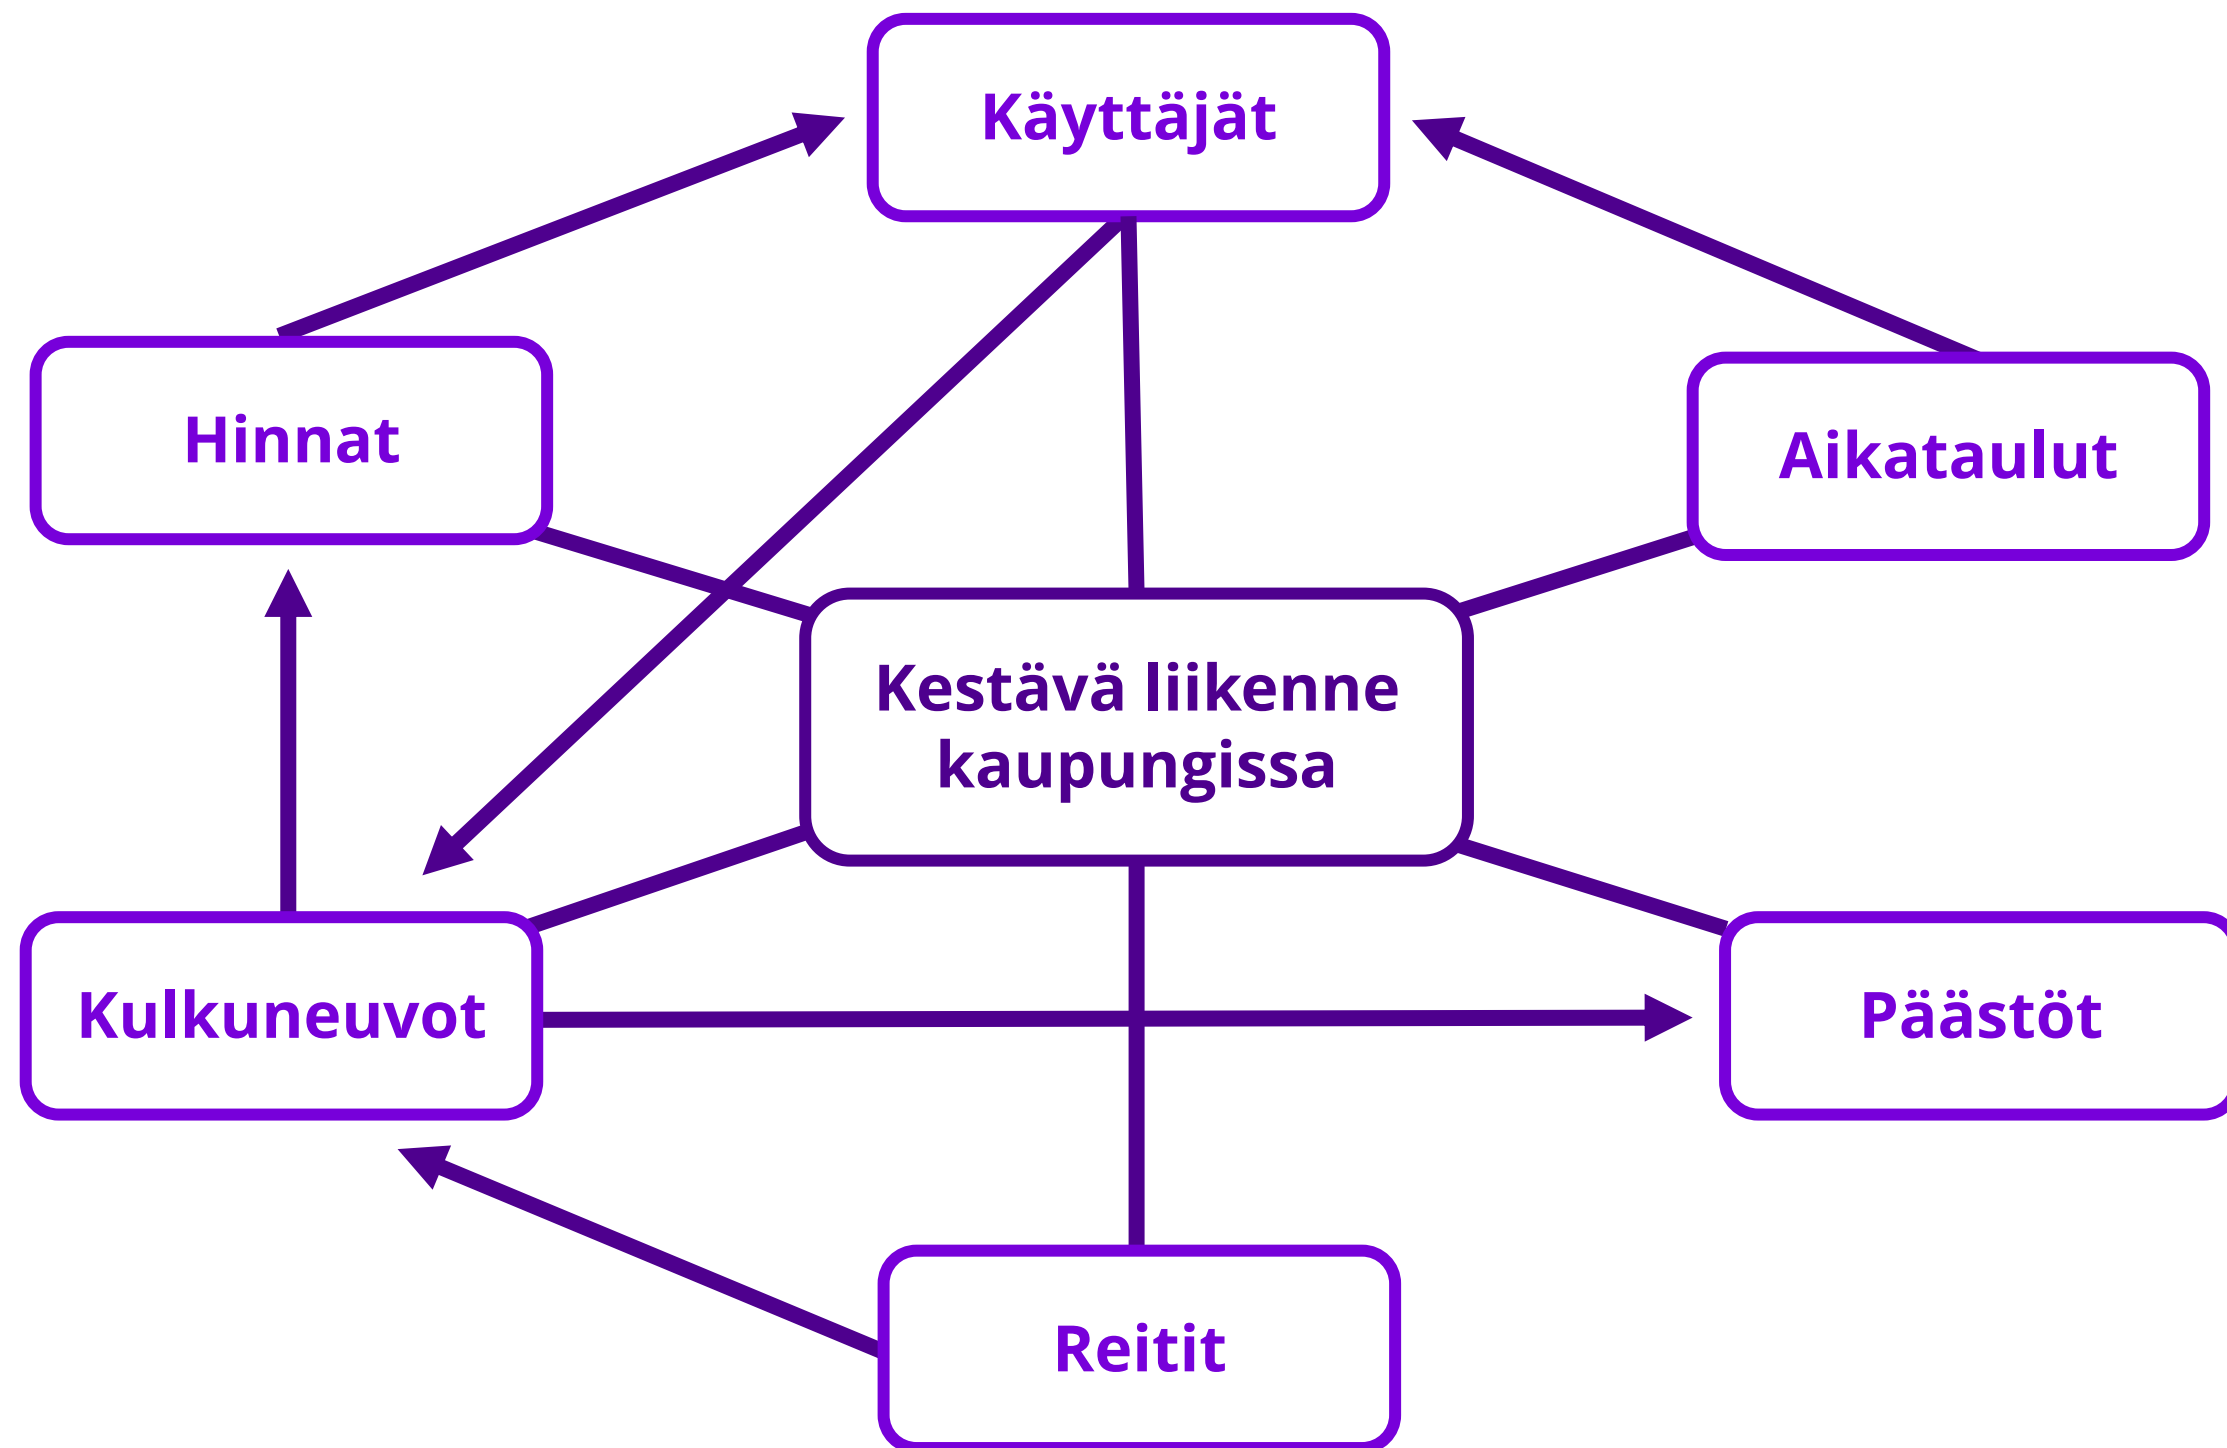 Käyttäjät
Hinnat
Aikataulut
Kestävä liikenne
kaupungissa
Kulkuneuvot
Päästöt
Reitit